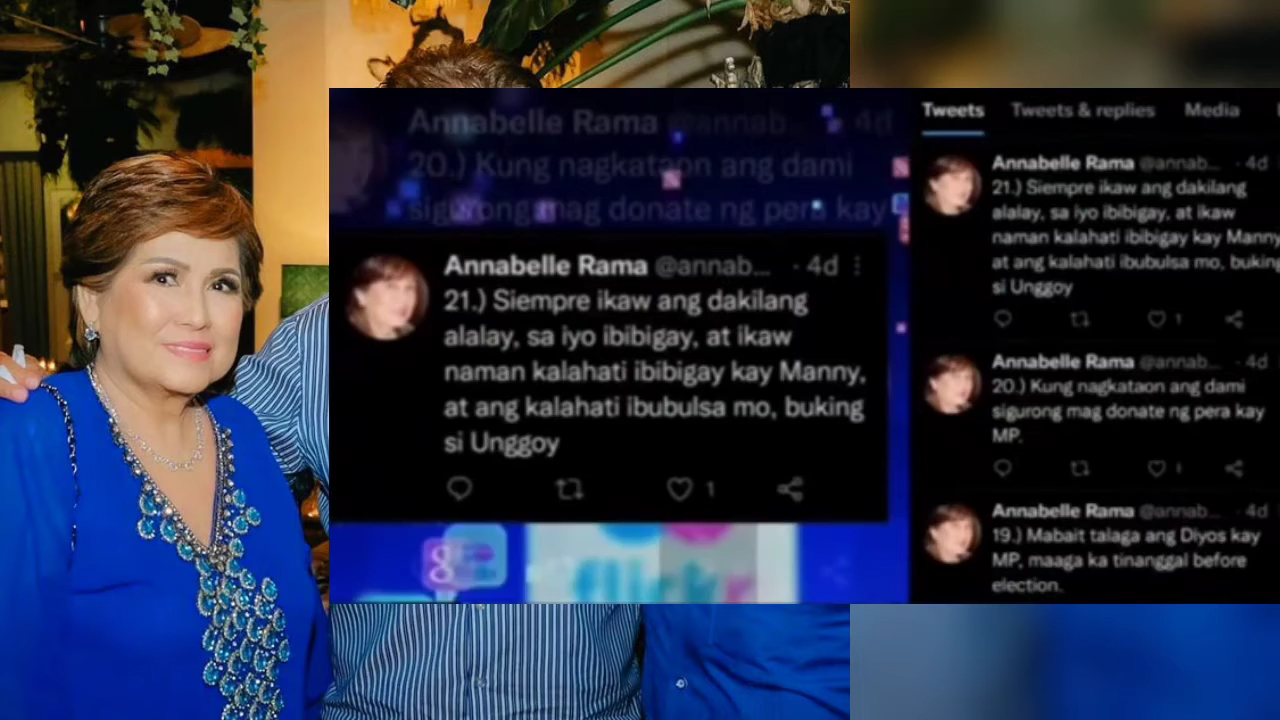 Annabelle Rama @annab... 4d
20.) Kung nagkataon ang dami
sigurong mag donate ng pera kay
Annabelle Rama @annab... · 4d
21.) Siempre ikaw ang dakilang
alalay, sa iyo ibibigay, at ikaw
naman kalahati ibibigay kay Manny,
at ang kalahati ibubulsa mo, buking
si Unggoy
1
flickr
Tweets Tweets & replies Media
Annabelle Rama @annab... · 4d
21.) Siempre ikaw ang dakilang
alalay, sa iyo ibibigay, at ikaw
naman kalahati ibibigay kay Manny
at ang kalahati ibubulsa mo, buking
si Unggoy
1
Annabelle Rama @annab... · 4d
20.) Kung nagkataon ang dami
sigurong mag donate ng pera kay
MP.
1
Annabelle Rama @annab... · 4d
19.) Mabait talaga ang Diyos kay
MP, maaga ka tinanggal before
election.